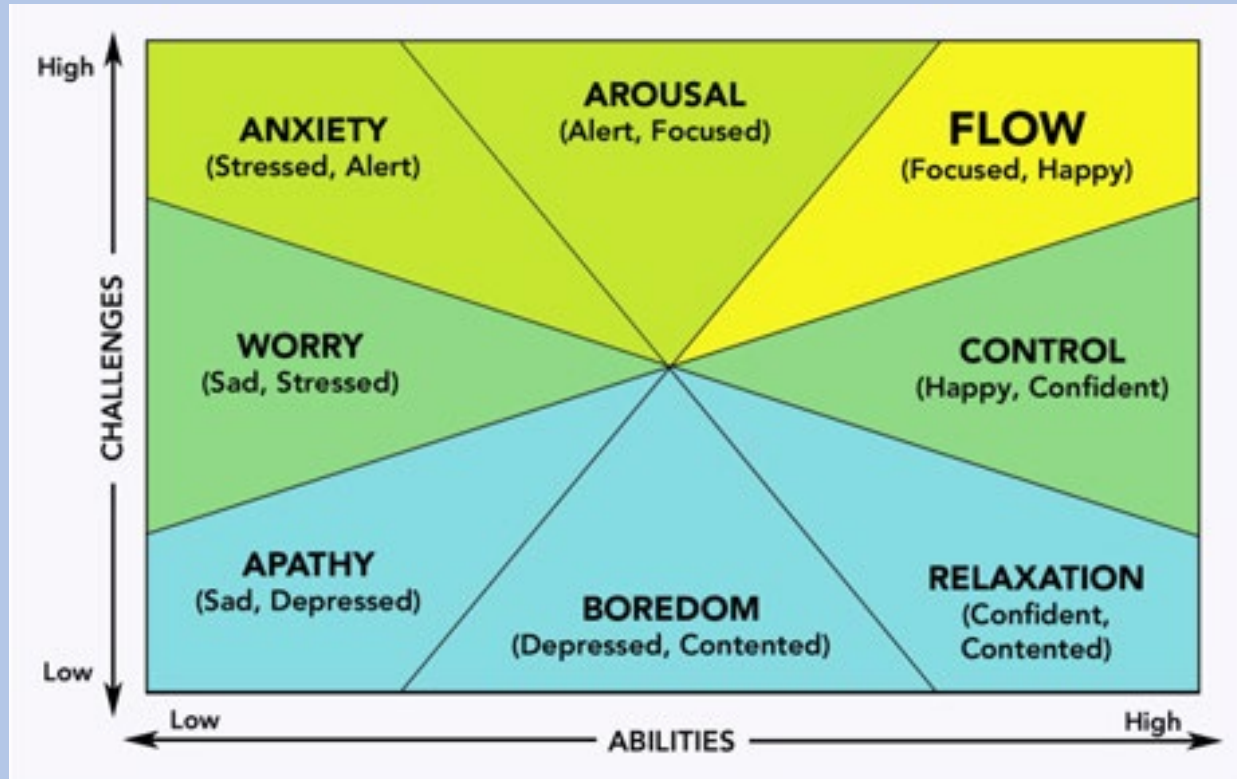 High
ANXIETY
(Stressed, Alert)
AROUSAL
(Alert, Focused)
FLOW
(Focused, Happy)
CHALLENGES
WORRY
(Sad, Stressed)
CONTROL
(Happy, Confident)
APATHY
(Sad, Depressed)
BOREDOM
(Depressed, Contented)
RELAXATION
(Confident,
Contented)
Low
Low
ABILITIES
High